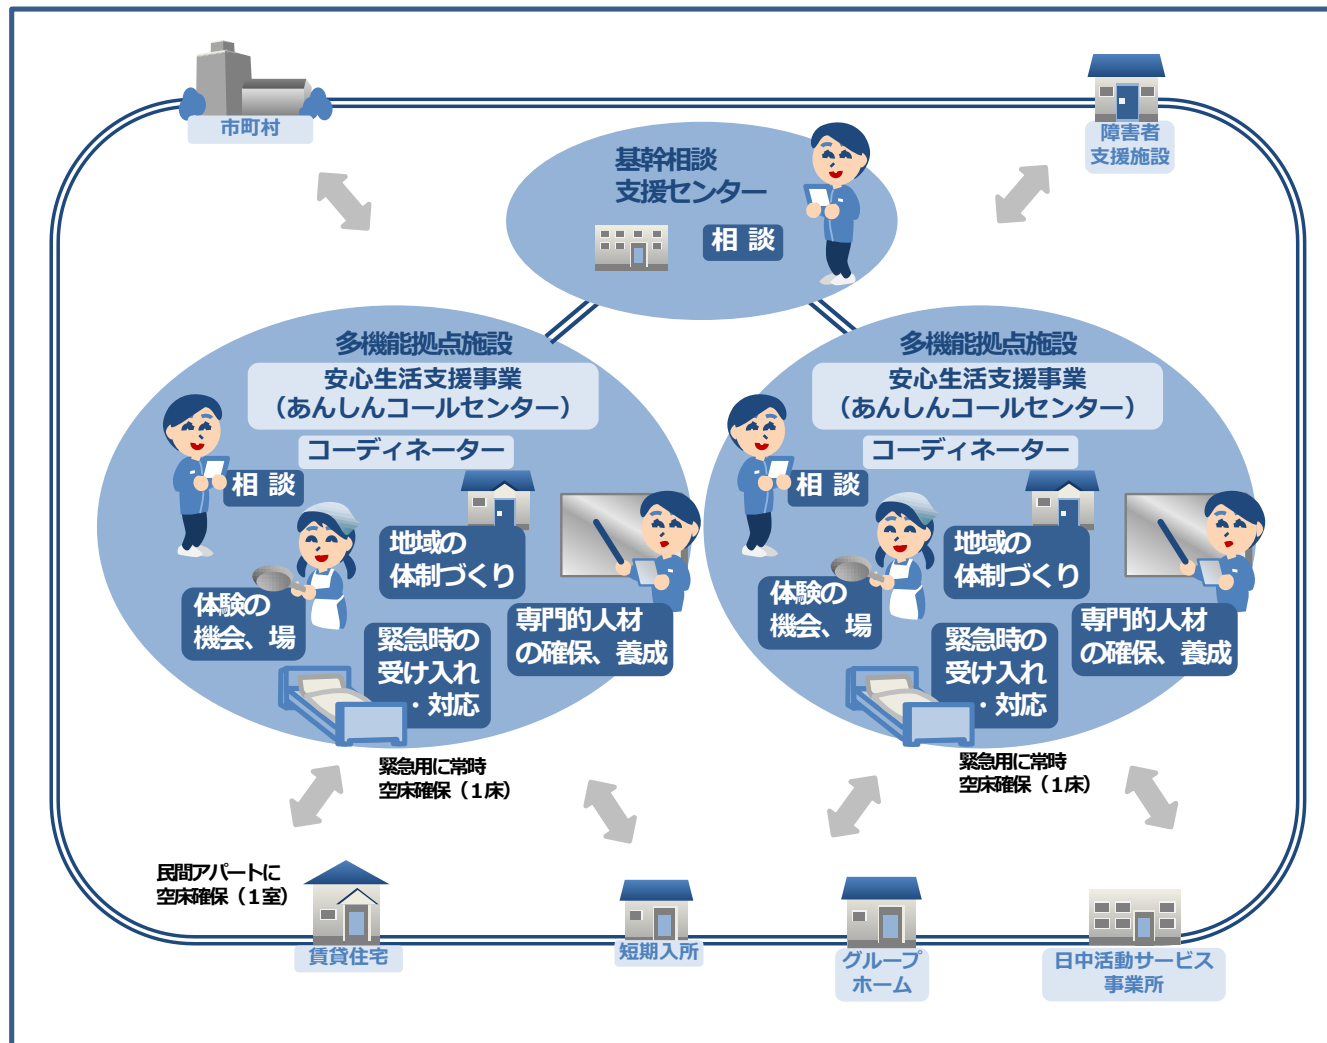 市町村
障害者
支援施設
基幹相談
支援センター
相 談
多機能拠点施設
安心生活支援事業
（あんしんコールセンター）
コーディネーター
相 談
地域の
体制づくり
体験の
機会、場
専門的人材
の確保、養成
緊急時の
受け入れ
・対応
緊急用に常時
空床確保（１床）
多機能拠点施設
安心生活支援事業
（あんしんコールセンター）
コーディネーター
相 談
地域の
体制づくり
体験の
機会、場
専門的人材
の確保、養成
緊急時の
受け入れ
・対応
緊急用に常時
空床確保（１床）
民間アパートに
空床確保（１室）
賃貸住宅
短期入所
グループ
ホーム
日中活動サービス
事業所